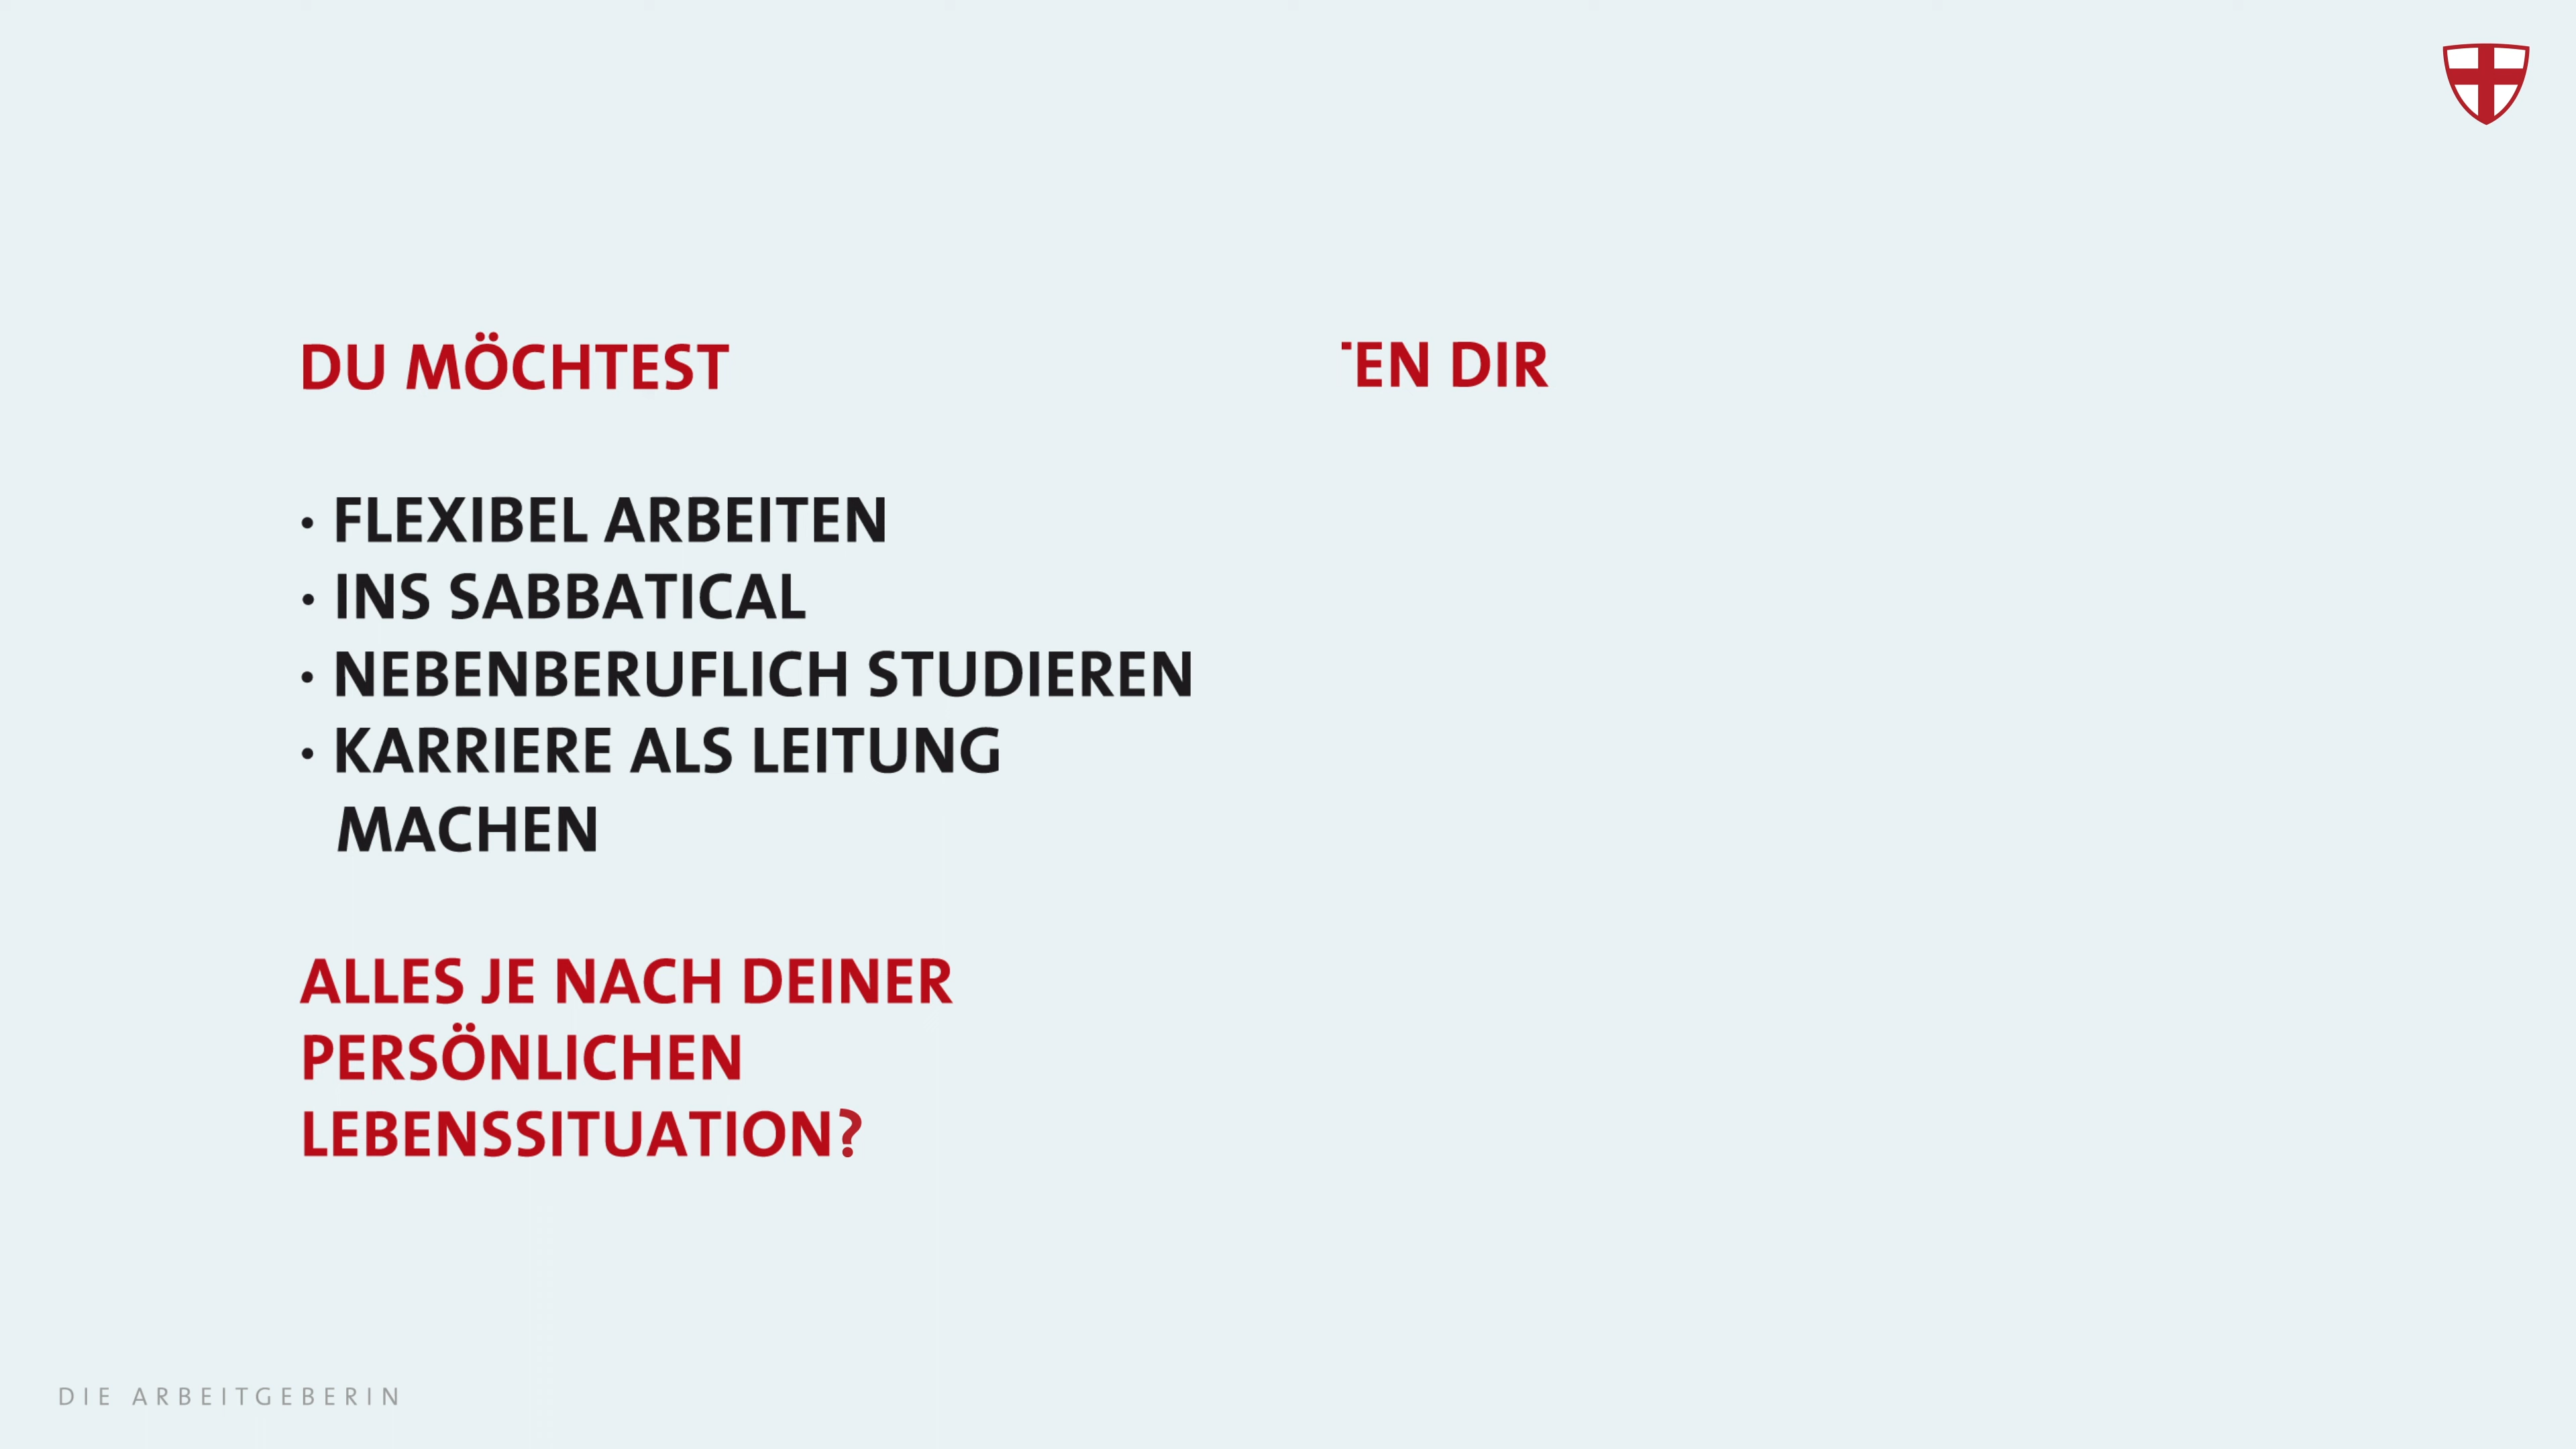 DU MÖCHTEST
• FLEXIBEL ARBEITEN
• INS SABBATICAL
• NEBENBERUFLICH STUDIEREN
• KARRIERE ALS LEITUNG
MACHEN
ALLES JE NACH DEINER
PERSÖNLICHEN
LEBENSSITUATION?
DIR
DIE ARBEITGEBERIN